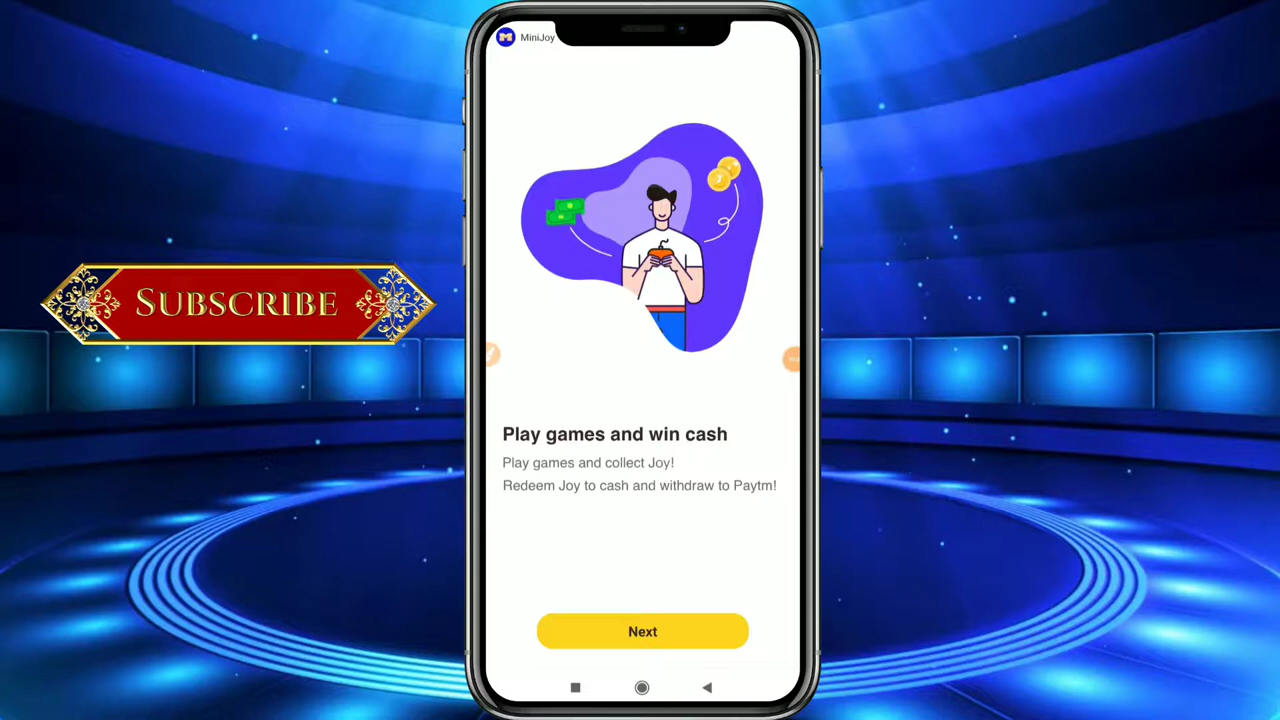 MiniJoy
SUBSCRIBE
Play games and win cash
Play games and collect Joy!
Redeem Joy to cash and withdraw to Paytm!
Next